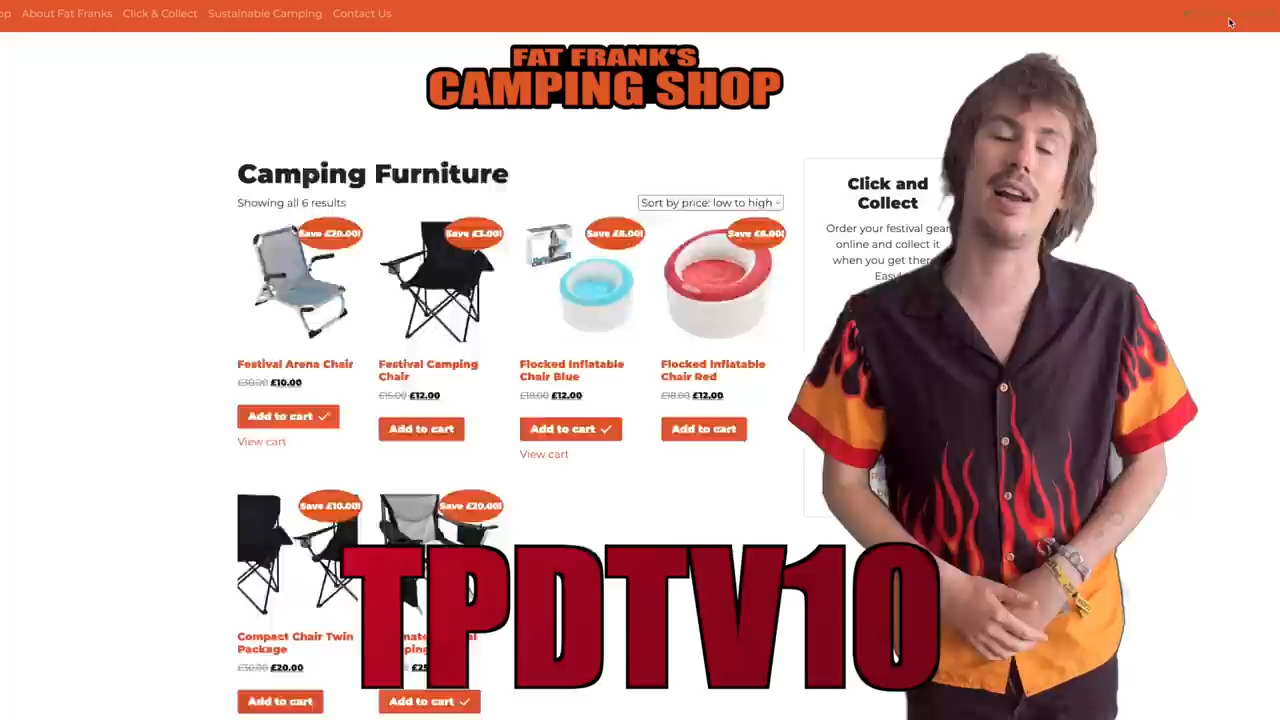 op About Fat Franks Click & Collect Sustainable Camping Contact Us
FAT FRANK'S
CAMPING SHOP
Camping Furniture
Showing all 6 results
Sort by price: low to high
Save £20.00!
Save £3.00!
Save £6.00!
Save £6.00!
Festival Arena Chair
£30.00 £10.00
Add to cart
View cart
Festival Camping
Chair
£15.00 £12.00
Add to cart
Flocked Inflatable
Chair Blue
£18.00 £12.00
Add to cart
View cart
Flocked Inflatable
Chair Red
£18.00 £12.00
Add to cart
Click and
Collect
Order your festival gear
online and collect it
when you get there
Easy
Save £10.00!
Save £20.00!
Compact Chair Twin
Package
£30.00 £20.00
Add to cart
Add to cart
TPDTV10